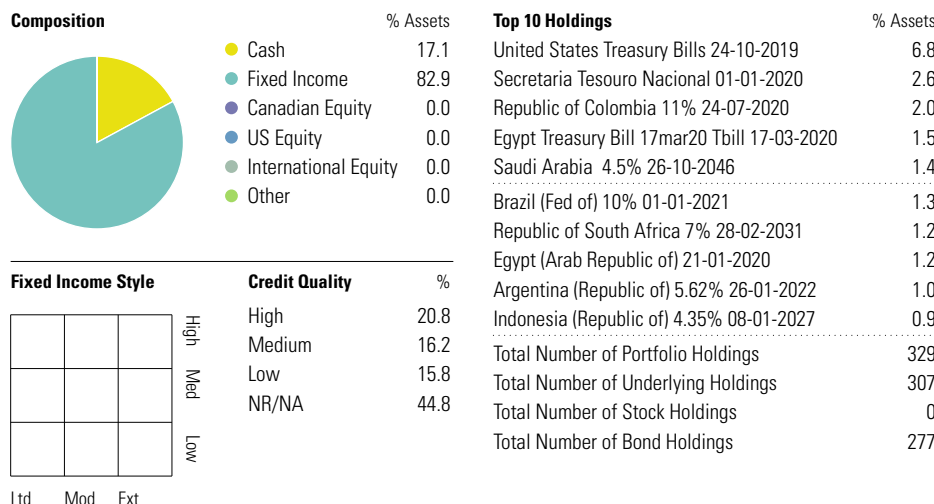 Composition % Assets
Cash 17.1
Fixed Income 82.9
Canadian Equity 0.0
US Equity 0.0
International Equity 0.0
Other 0.0
Fixed Income Style
High
Med
Low
Ltd Mod Ext
Credit Quality %
High 20.8
Medium 16.2
Low 15.8
NR/NA 44.8
Top 10 Holdings % Assets
United States Treasury Bills 24-10-2019 6.8
Secretaria Tesouro Nacional 01-01-2020 2.6
Republic of Colombia 11% 24-07-2020 2.0
Egypt Treasury Bill 17mar20 Tbill 17-03-2020 1.5
Saudi Arabia 4.5% 26-10-2046 1.4
Brazil (Fed of) 10% 01-01-2021 1.3
Republic of South Africa 7% 28-02-2031 1.2
Egypt (Arab Republic of) 21-01-2020 1.2
Argentina (Republic of) 5.62% 26-01-2022 1.0
Indonesia (Republic of) 4.35% 08-01-2027 0.9
Total Number of Portfolio Holdings 329
Total Number of Underlying Holdings 307
Total Number of Stock Holdings 0
Total Number of Bond Holdings 277